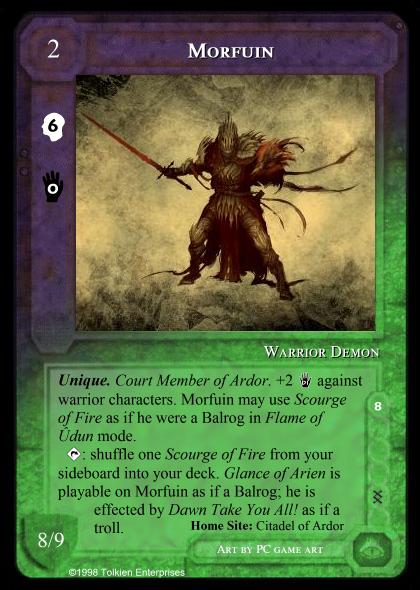 2
MORFUIN
6
0
WARRIOR DEMON
Unique. Court Member of Ardor. +2 against
warrior characters. Morfuin may use Scourge
of Fire as if he were a Balrog in Flame of
Ûdun mode.
: shuffle one Scourge of Fire from your
sideboard into your deck. Glance of Arien is
playable on Morfuin as if a Balrog; he is
effected by Dawn Take You All! as if a
troll.
Home Site: Citadel of Ardor
8
8/9
ART BY PC GAME ART
©1998 Tolkien Enterprises